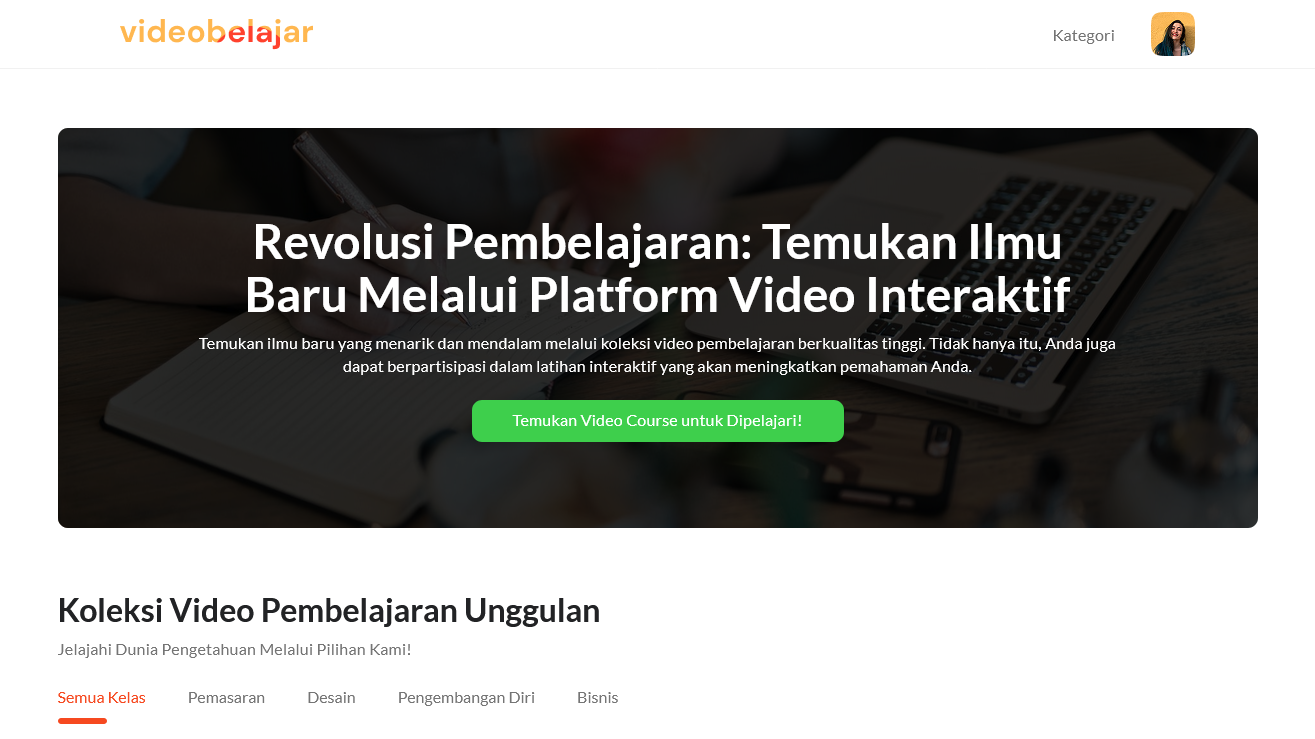 videobelajar
Kategori
Revolusi Pembelajaran: Temukan Ilmu
Baru Melalui Platform Video Interaktif
Temukan ilmu baru yang menarik dan mendalam melalui koleksi video pembelajaran berkualitas tinggi. Tidak hanya itu, Anda juga
dapat berpartisipasi dalam latihan interaktif yang akan meningkatkan pemahaman Anda.
Temukan Video Course untuk Dipelajari!
Koleksi Video Pembelajaran Unggulan
Jelajahi Dunia Pengetahuan Melalui Pilihan Kami!
Semua Kelas Pemasaran Desain Pengembangan Diri Bisnis